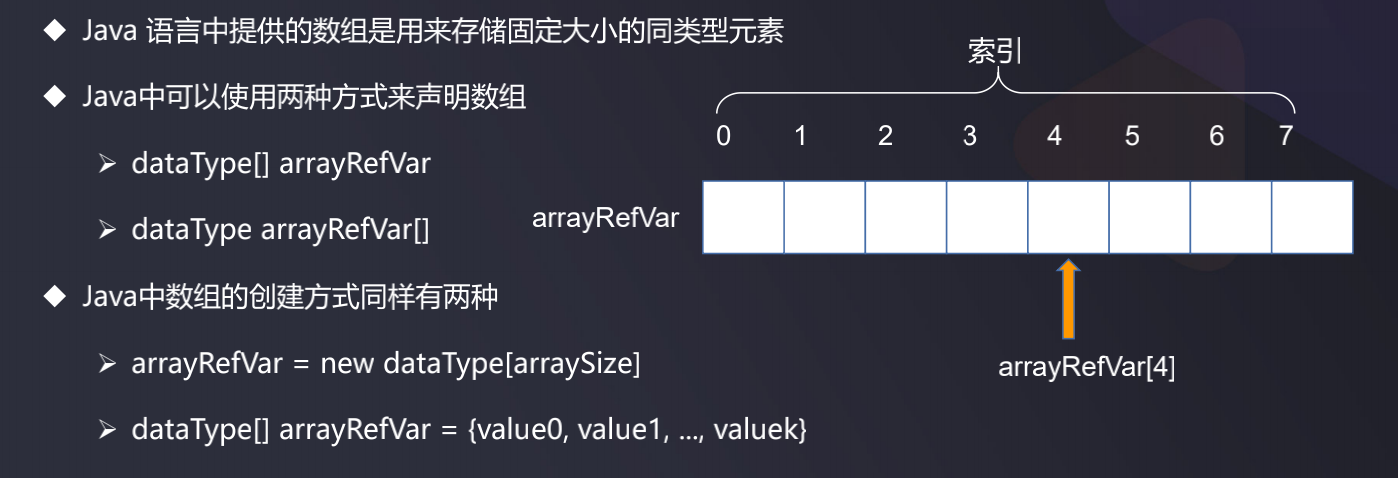 Java 语言中提供的数组是用来存储固定大小的同类型元素
Java中可以使用两种方式来声明数组
dataType[] arrayRefVar
dataType arrayRefVar[]
Java中数组的创建方式同样有两种
arrayRefVar = new dataType[arraySize]
dataType[] arrayRefVar = {value0, value1, ..., valuek}
索引
0 1 2 3 4 5 6 7
arrayRefVar
arrayRefVar[4]